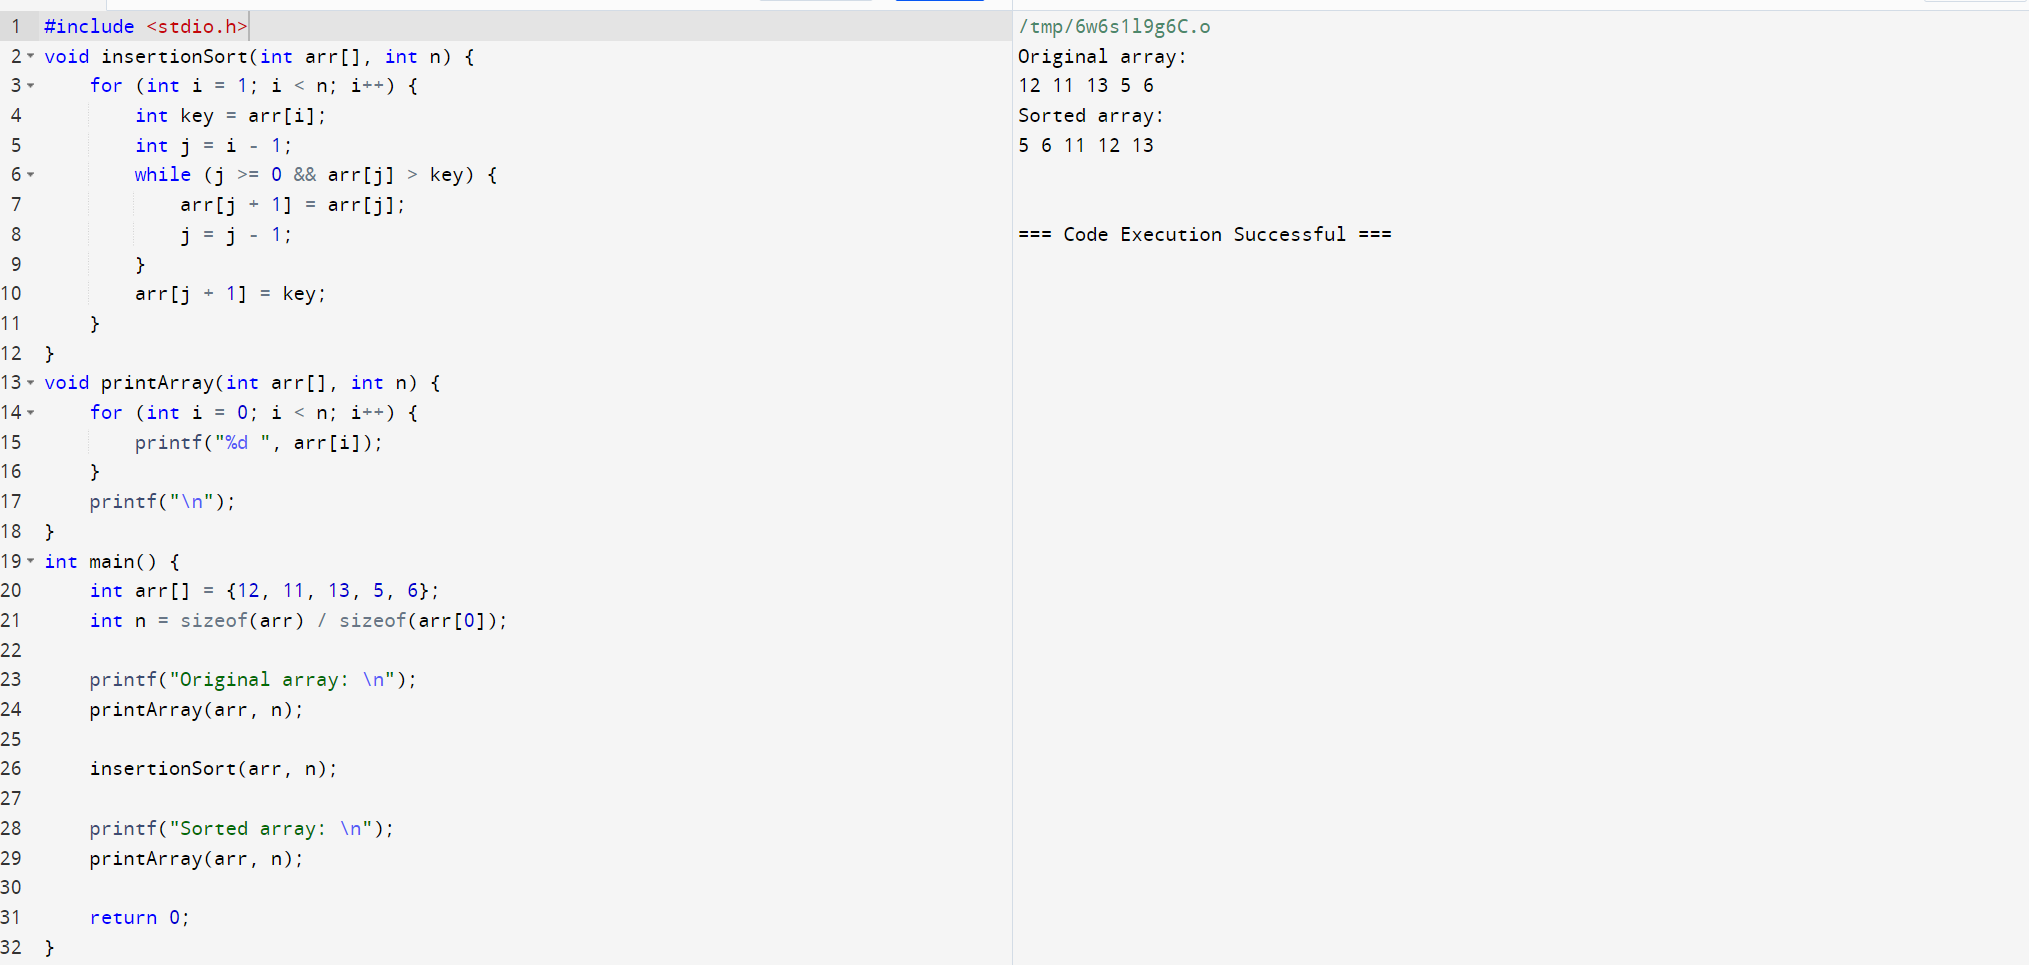 1 #include <stdio.h>
2 void insertionSort(int arr[], int n) {
3     for (int i = 1; i < n; i++) {
4         int key = arr[i];
5         int j = i - 1;
6         while (j >= 0 && arr[j] > key) {
7             arr[j + 1] = arr[j];
8             j = j - 1;
9         }
10         arr[j + 1] = key;
11     }
12 }
13 void printArray(int arr[], int n) {
14     for (int i = 0; i < n; i++) {
15         printf("%d ", arr[i]);
16     }
17     printf("\n");
18 }
19 int main() {
20     int arr[] = {12, 11, 13, 5, 6};
21     int n = sizeof(arr) / sizeof(arr[0]);
22
23     printf("Original array: \n");
24     printArray(arr, n);
25
26     insertionSort(arr, n);
27
28     printf("Sorted array: \n");
29     printArray(arr, n);
30
31     return 0;
32 }
/tmp/6w6s1l9g6C.o
Original array:
12 11 13 5 6
Sorted array:
5 6 11 12 13
=== Code Execution Successful ===